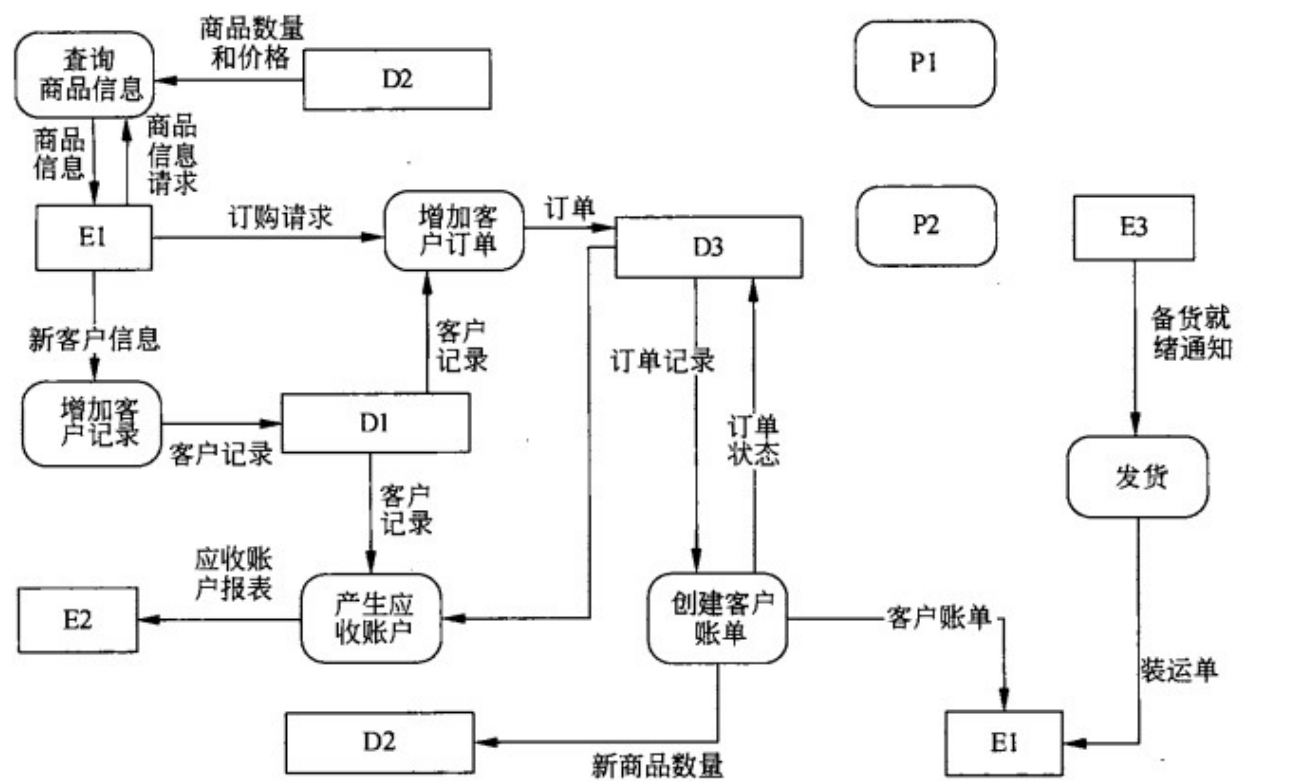 商品数量
和价格
查询
商品信息
D2
P1
商品
信息
商品
信息
请求
E1
订购请求
增加客
户订单
订单
D3
P2
E3
新客户信息
客户
记录
订单记录
备货就
绪通知
增加客
户记录
客户记录
D1
订单
状态
发货
客户
记录
应收账
户报表
E2
产生应
收账户
创建客户
账单
客户账单
装运单
D2
新商品数量
E1